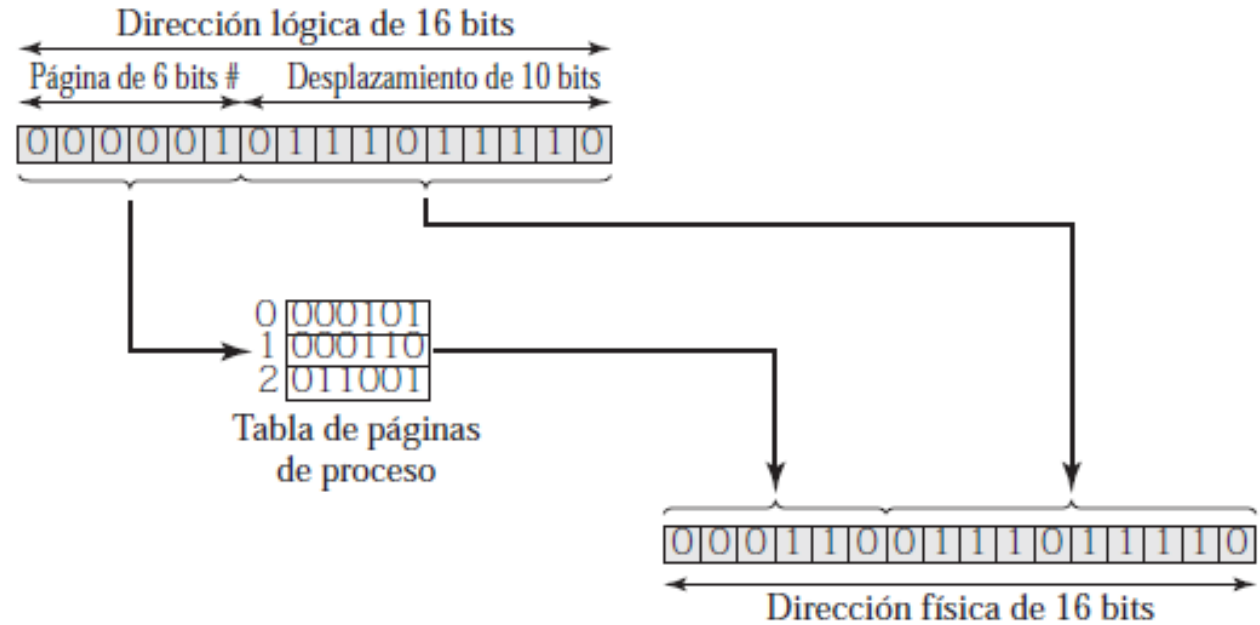 Dirección lógica de 16 bits
Página de 6 bits # Desplazamiento de 10 bits
0 0 0 0 0 1 0 1 1 1 0 1 1 1 1 0
0 000101
1 000110
2 011001
Tabla de páginas
de proceso
0 0 0 1 1 0 0 1 1 1 0 1 1 1 1 0
Dirección física de 16 bits